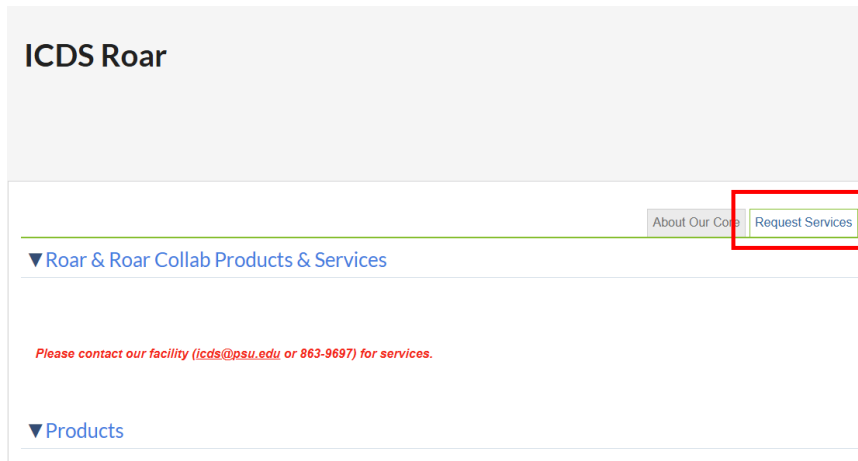 ICDS Roar
About Our Core
Request Services
▼Roar & Roar Collab Products & Services
Please contact our facility (icds@psu.edu or 863-9697) for services.
▼Products